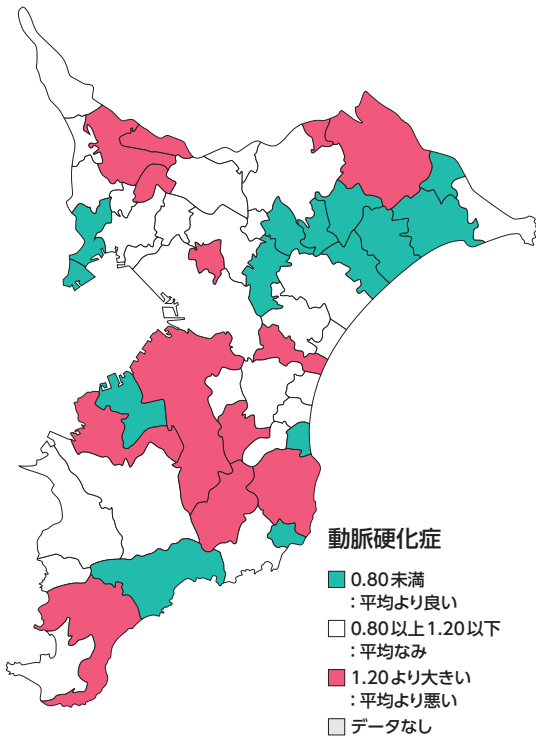 動脈硬化症
0.80未満
：平均より良い
0.80以上1.20以下
：平均なみ
1.20より大きい
：平均より悪い
データなし